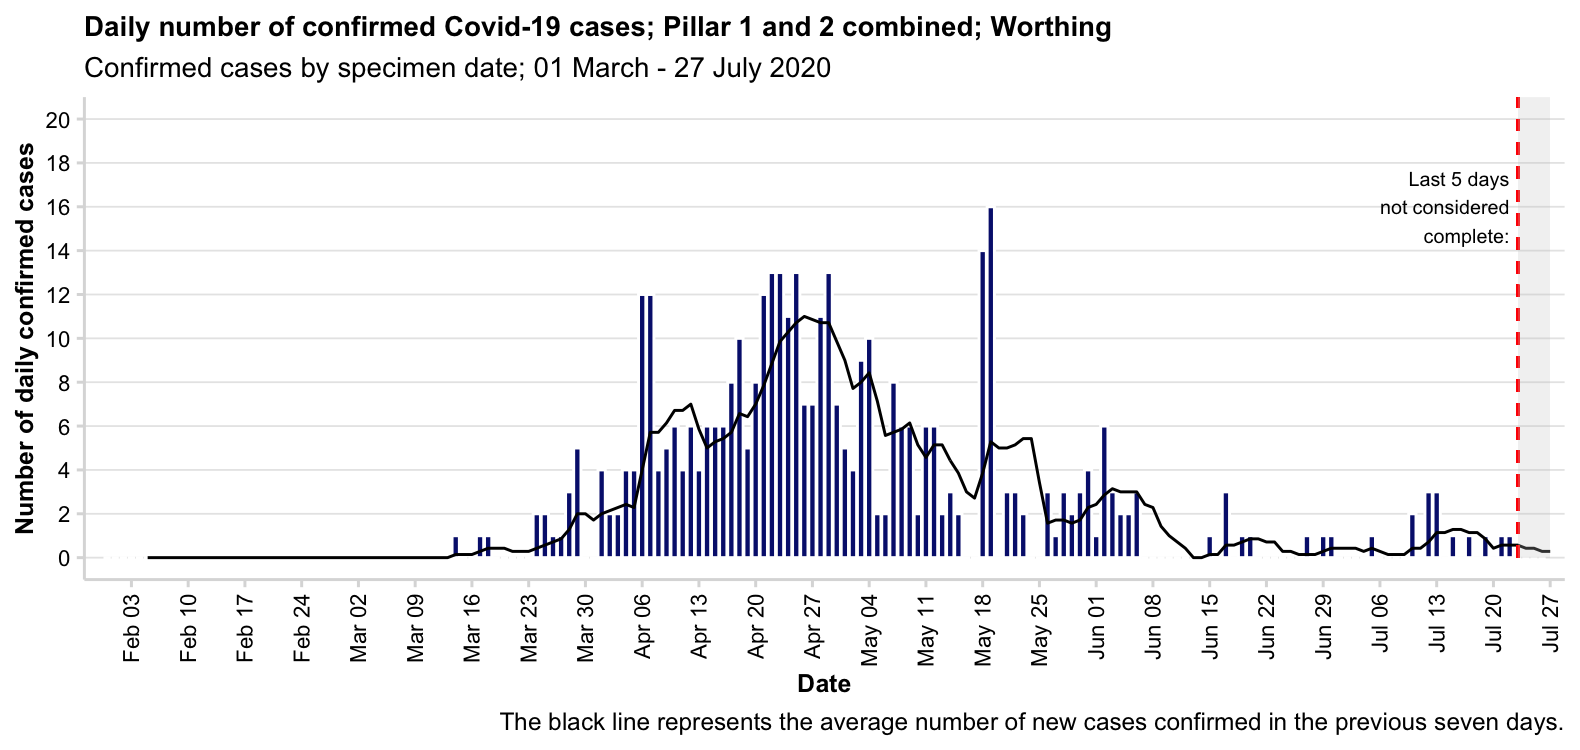 Daily number of confirmed Covid-19 cases; Pillar 1 and 2 combined; Worthing
Confirmed cases by specimen date; 01 March - 27 July 2020
Number of daily confirmed cases
20
18
16
14
12
10
8
6
4
2
0
Last 5 days
not considered
complete:
Feb 03
Feb 10
Feb 17
Feb 24
Mar 02
Mar 09
Mar 16
Mar 23
Mar 30
Apr 06
Apr 13
Apr 20
Apr 27
May 04
May 11
May 18
May 25
Jun 01
Jun 08
Jun 15
Jun 22
Jun 29
Jul 06
Jul 13
Jul 20
Jul 27
Date
The black line represents the average number of new cases confirmed in the previous seven days.